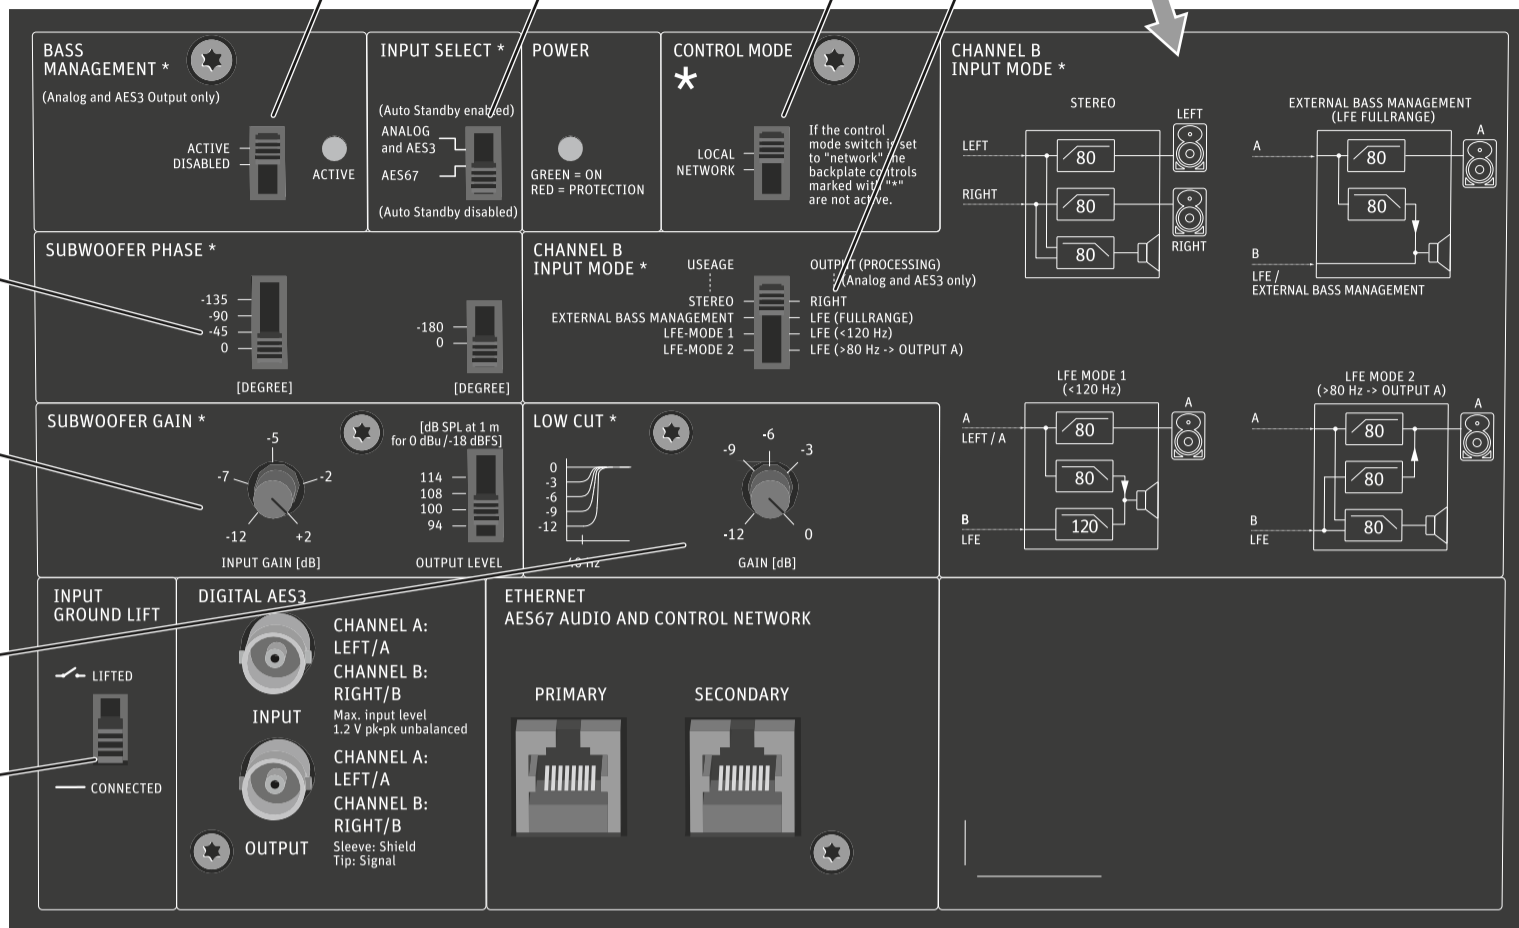 BASS
MANAGEMENT *
(Analog and AES3 Output only)
ACTIVE
DISABLED
ACTIVE
INPUT SELECT *
(Auto Standby enabled)
ANALOG
and AES3
AES67
(Auto Standby disabled)
POWER
GREEN = ON
RED = PROTECTION
CONTROL MODE
*
LOCAL
NETWORK
If the control
mode switch is set
to "network" the
backplate controls
marked with "*"
are not active.
CHANNEL B
INPUT MODE *
STEREO
LEFT
LEFT
80
RIGHT
80
80
RIGHT
EXTERNAL BASS MANAGEMENT
(LFE FULLRANGE)
A
A
80
80
B
LFE /
EXTERNAL BASS MANAGEMENT
LFE MODE 1
(<120 Hz)
A
A
LEFT / A
80
80
B
LFE
120
LFE MODE 2
(>80 Hz -> OUTPUT A)
A
A
80
80
B
LFE
80
SUBWOOFER PHASE *
-135
-90
-45
0
[DEGREE]
-180
0
[DEGREE]
CHANNEL B
INPUT MODE *
USEAGE
OUTPUT (PROCESSING)
(Analog and AES3 only)
STEREO
RIGHT
EXTERNAL BASS MANAGEMENT
LFE (FULLRANGE)
LFE-MODE 1
LFE (<120 Hz)
LFE-MODE 2
LFE (>80 Hz -> OUTPUT A)
SUBWOOFER GAIN *
-5
-7
-2
-12
+2
INPUT GAIN [dB]
[dB SPL at 1 m
for 0 dBu/-18 dBFS]
114
108
100
94
OUTPUT LEVEL
LOW CUT *
0
-3
-6
-9
-12
Hz
-6
-9
-3
-12
0
GAIN [dB]
INPUT
GROUND LIFT
LIFTED
CONNECTED
DIGITAL AES3
CHANNEL A:
LEFT/A
CHANNEL B:
RIGHT/B
INPUT
Max. input level
1.2 V pk-pk unbalanced
CHANNEL A:
LEFT/A
CHANNEL B:
RIGHT/B
OUTPUT
Sleeve: Shield
Tip: Signal
ETHERNET
AES67 AUDIO AND CONTROL NETWORK
PRIMARY
SECONDARY